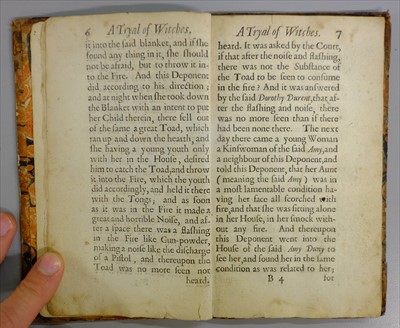 6 A Tryal of Witches.
it into the said blanket, and if she
found any thing in it, she should
not be afraid, but to throw it in-
to the Fire. And this Deponent
did according to his direction;
and at night when she took down
the Blanket with an intent to put
her Child therein, there fell out
of the same a great Toad, which
ran up and down the hearth, and
she having a young youth only
with her in the House, desired
him to catch the Toad, and throw
it into the Fire, which the youth
did accordingly, and held it there
with the Tongs; and as soon
as it was in the Fire it made a
great and horrible Noise, and af-
ter a space there was a flashing
in the Fire like Gun-powder,
making a noise like the discharge
of a Pistol, and thereupon the
Toad was no more seen nor
heard.
A Tryal of Witches. 7
heard. It was asked by the Court,
if that after the noise and flashing,
there was not the Substance of
the Toad to be seen to consume
in the fire? And it was answered
by the said Dorothy Durent, that af-
ter the flashing and noise, there
was no more seen than if there
had been none there. The next
day there came a young Woman
a Kinswoman of the said Amy, and
a neighbour of this Deponent, and
told this Deponent, that her Aunt
(meaning the said Amy) was in
a most lamentable condition ha-
ving her face all scorched with
fire, and that she was sitting alone
in her House, in her smock with-
out any fire. And thereupon
this Deponent went into the
House of the said Amy Duny to
see her, and found her in the same
condition as was related to her;
B 4 for